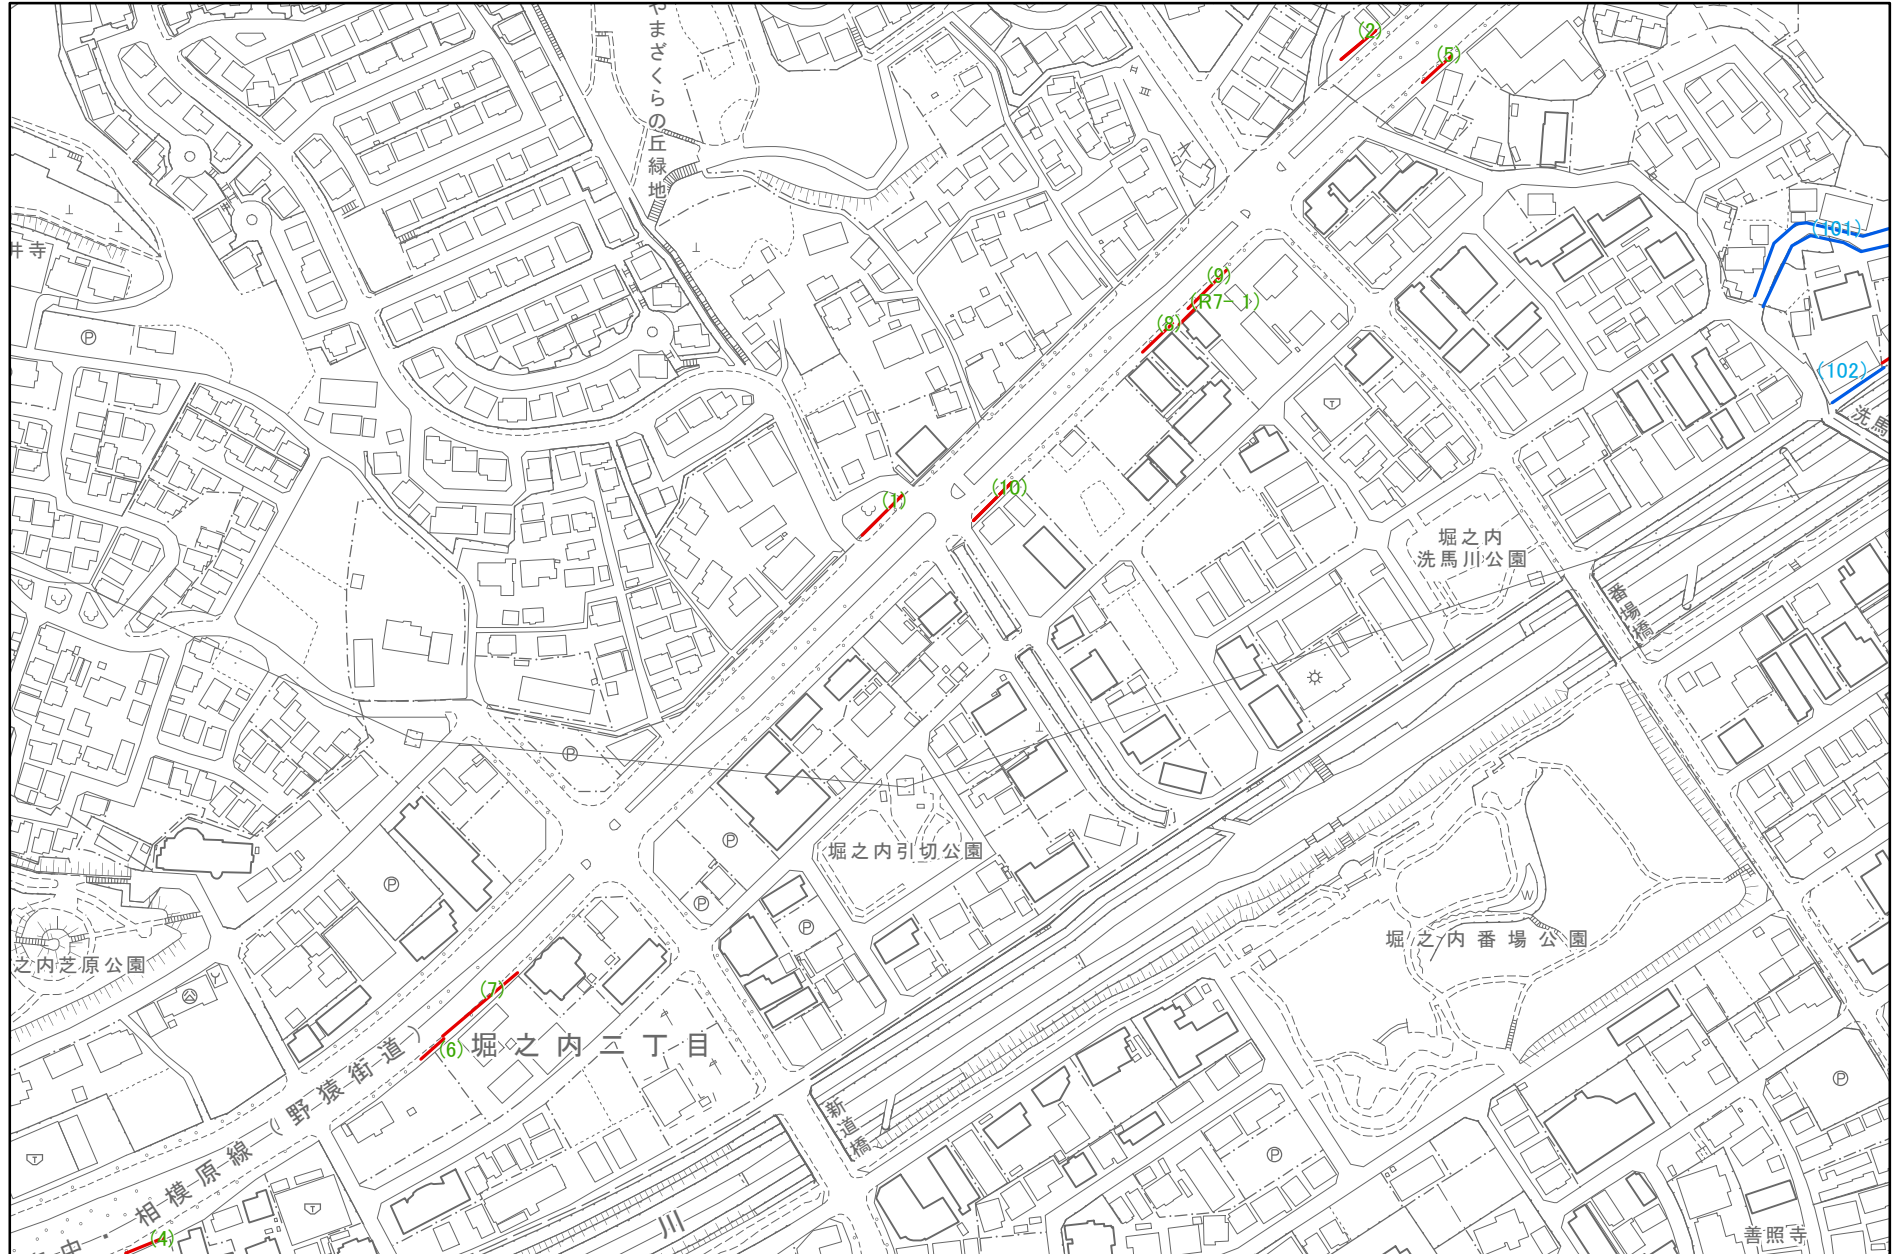 やまざくらの丘緑地
(2)
(5)
井寺
(101)
(9)
(R7-1)
(8)
(102)
洗馬
(1)
(10)
堀之内
洗馬川公園
番場橋
堀之内引切公園
堀之内番場公園
之内芝原公園
(7)
(6)
堀之内三丁目
相模原線(野猿街道)
新道橋
川
中
(4)
善照寺
P
P
P
P
P
P
P
P
W